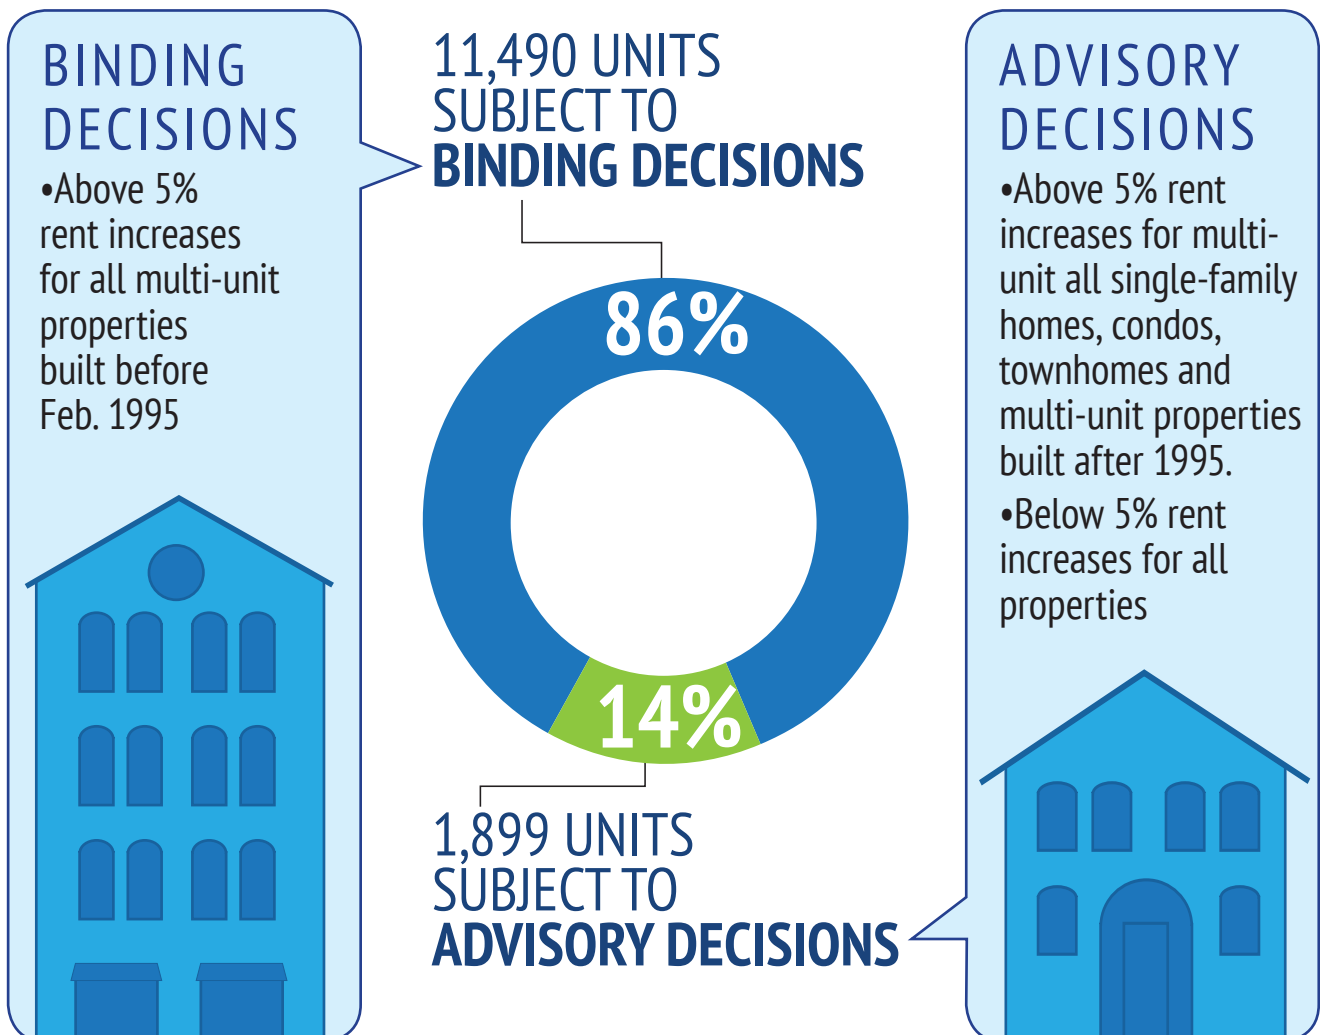 BINDING
DECISIONS
•Above 5%
rent increases
for all multi-unit
properties
built before
Feb. 1995
11,490 UNITS
SUBJECT TO
BINDING DECISIONS
86%
14%
1,899 UNITS
SUBJECT TO
ADVISORY DECISIONS
ADVISORY
DECISIONS
•Above 5% rent
increases for multi-
unit all single-family
homes, condos,
townhomes and
multi-unit properties
built after 1995.
•Below 5% rent
increases for all
properties